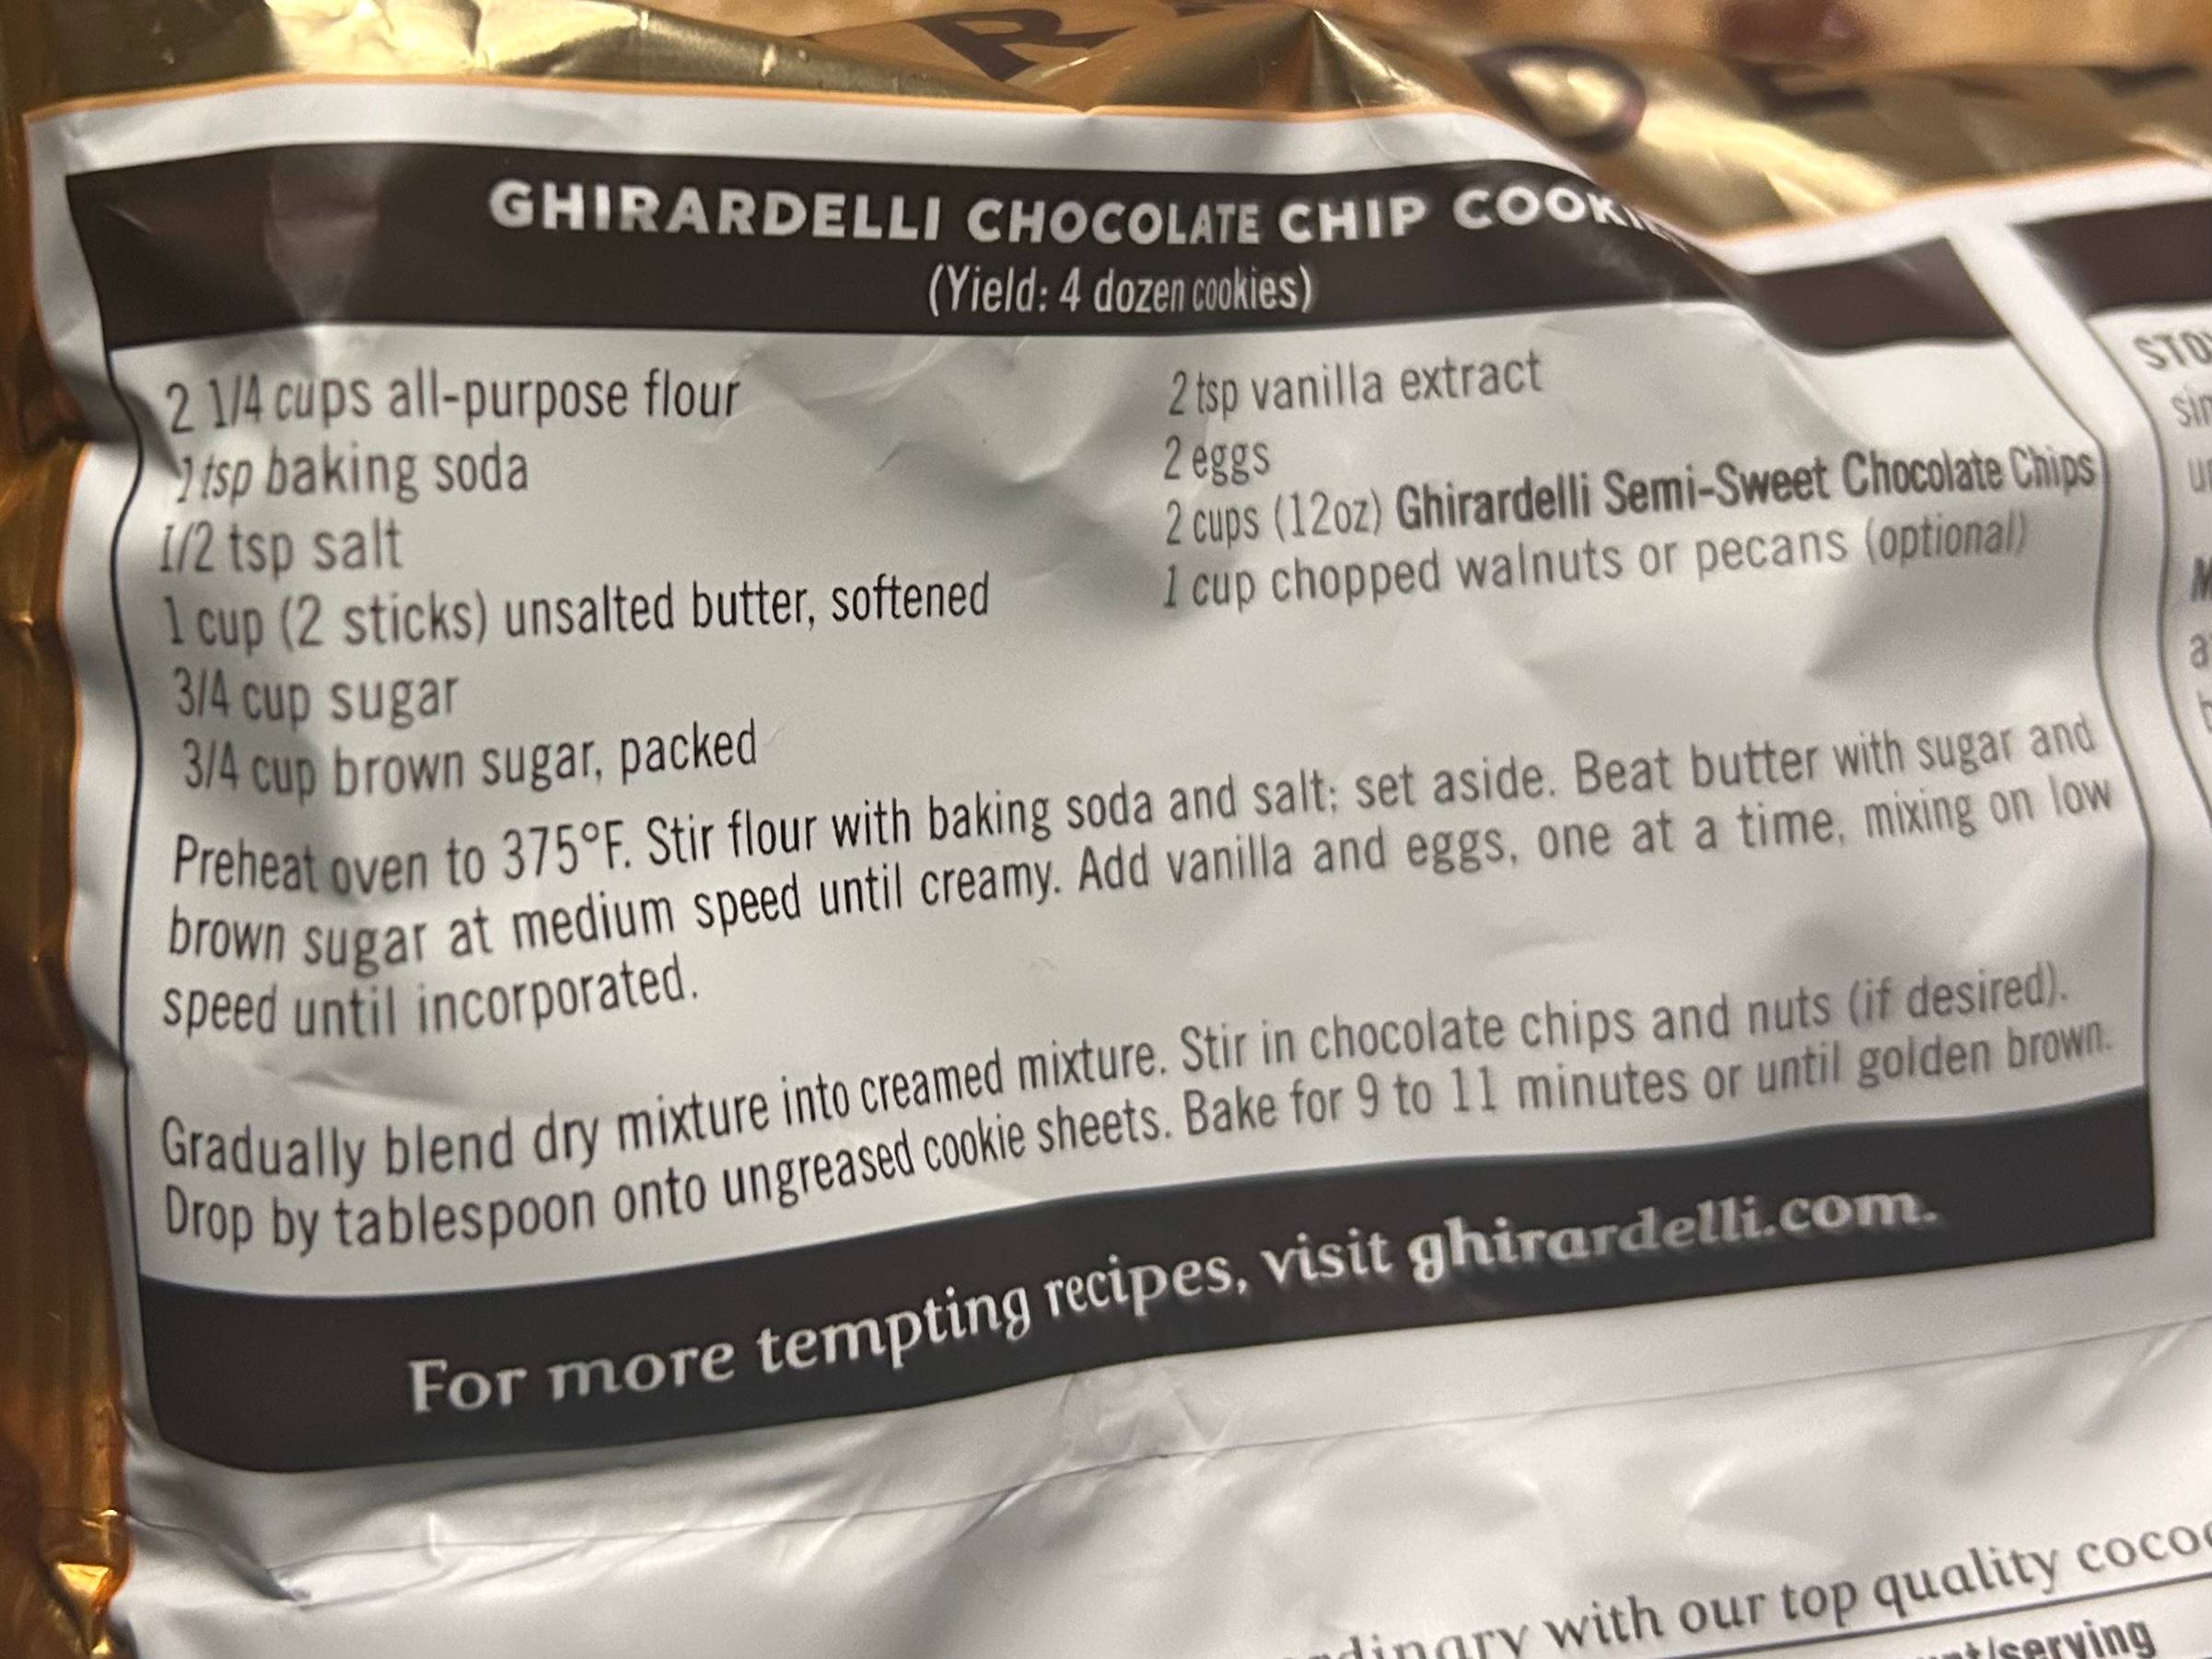 GHIRARDELLI CHOCOLATE CHIP
(Yield: 4 dozen cookies)
2 1/4 cups all-purpose flour
1 tsp baking soda
1/2 tsp salt
1 cup (2 sticks) unsalted butter, softened
3/4 cup sugar
3/4 cup brown sugar, packed
2 tsp vanilla extract
2 eggs
2 cups (12oz) Ghirardelli Semi-Sweet Chocolate Chips
1 cup chopped walnuts or pecans (optional)
Preheat oven to 375°F. Stir flour with baking soda and salt; set aside. Beat butter with sugar and
brown sugar at medium speed until creamy. Add vanilla and eggs, one at a time, mixing on low
speed until incorporated.
Gradually blend dry mixture into creamed mixture. Stir in chocolate chips and nuts (if desired).
Drop by tablespoon onto ungreased cookie sheets. Bake for 9 to 11 minutes or until golden brown.
For more tempting recipes, visit ghirardelli.com.
with our top quality